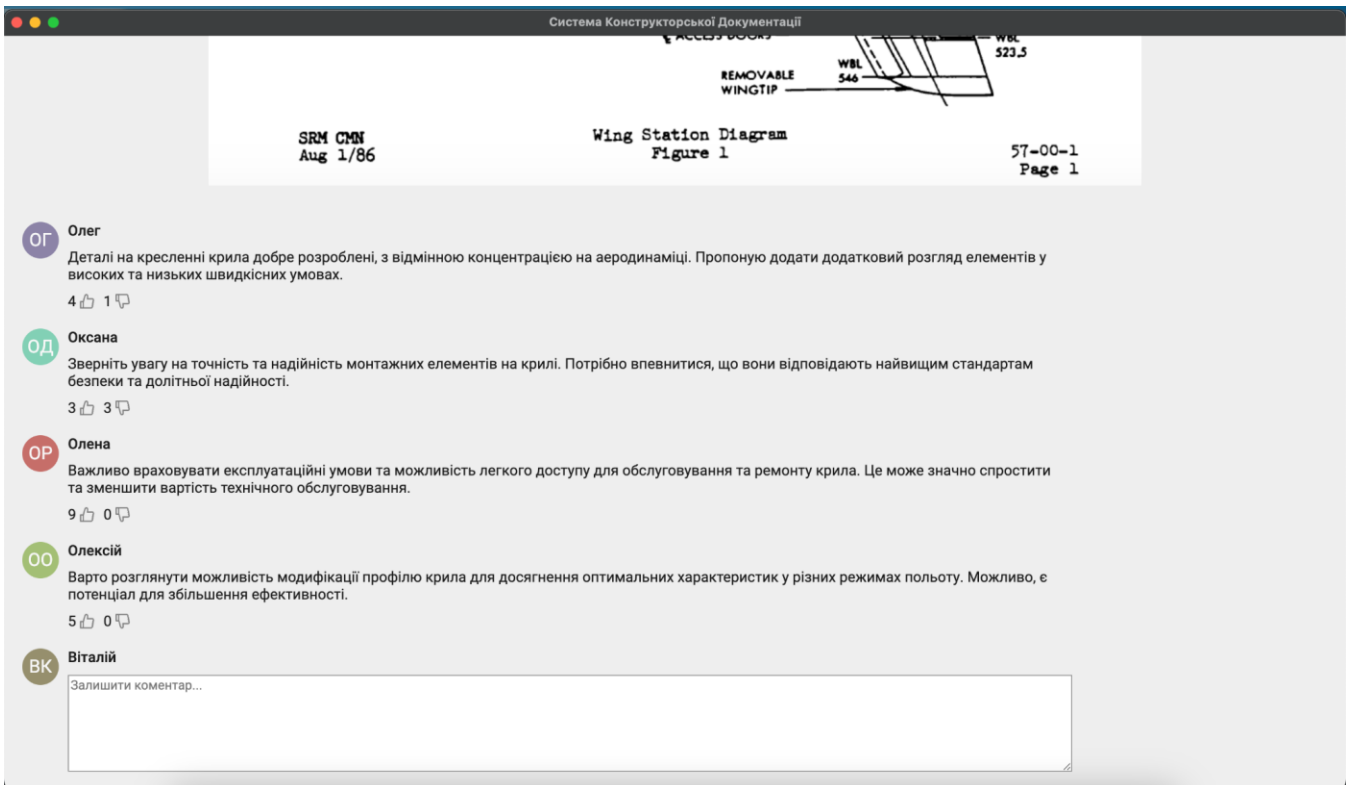 Система Конструкторської Документації
ACCESS DOORS
WBL
523.5
WBL
546
REMOVABLE
WINGTIP
SRM CMN
Aug 1/86
Wing Station Diagram
Figure 1
57-00-1
Page 1
ОГ
Олег
Деталі на кресленні крила добре розроблені, з відмінною концентрацією на аеродинаміці. Пропоную додати додатковий розгляд елементів у
високих та низьких швидкісних умовах.
4 1
ОД
Оксана
Зверніть увагу на точність та надійність монтажних елементів на крилі. Потрібно впевнитися, що вони відповідають найвищим стандартам
безпеки та долітньої надійності.
3 3
ОР
Олена
Важливо враховувати експлуатаційні умови та можливість легкого доступу для обслуговування та ремонту крила. Це може значно спростити
та зменшити вартість технічного обслуговування.
9 0
ОО
Олексій
Варто розглянути можливість модифікації профілю крила для досягнення оптимальних характеристик у різних режимах польоту. Можливо, є
потенціал для збільшення ефективності.
5 0
ВК
Віталій
Залишити коментар...